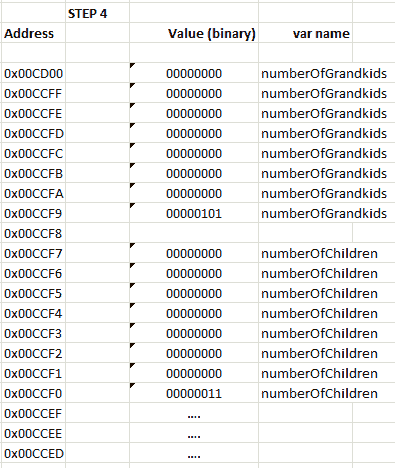 STEP 4
Address Value (binary) var name
0x00CD00 00000000 numberOfGrandkids
0x00CCFF 00000000 numberOfGrandkids
0x00CCFE 00000000 numberOfGrandkids
0x00CCFD 00000000 numberOfGrandkids
0x00CCFC 00000000 numberOfGrandkids
0x00CCFB 00000000 numberOfGrandkids
0x00CCFA 00000000 numberOfGrandkids
0x00CCF9 00000101 numberOfGrandkids
0x00CCF8
0x00CCF7 00000000 numberOfChildren
0x00CCF6 00000000 numberOfChildren
0x00CCF5 00000000 numberOfChildren
0x00CCF4 00000000 numberOfChildren
0x00CCF3 00000000 numberOfChildren
0x00CCF2 00000000 numberOfChildren
0x00CCF1 00000000 numberOfChildren
0x00CCF0 00000011 numberOfChildren
0x00CCEF ....
0x00CCEE ....
0x00CCED ....